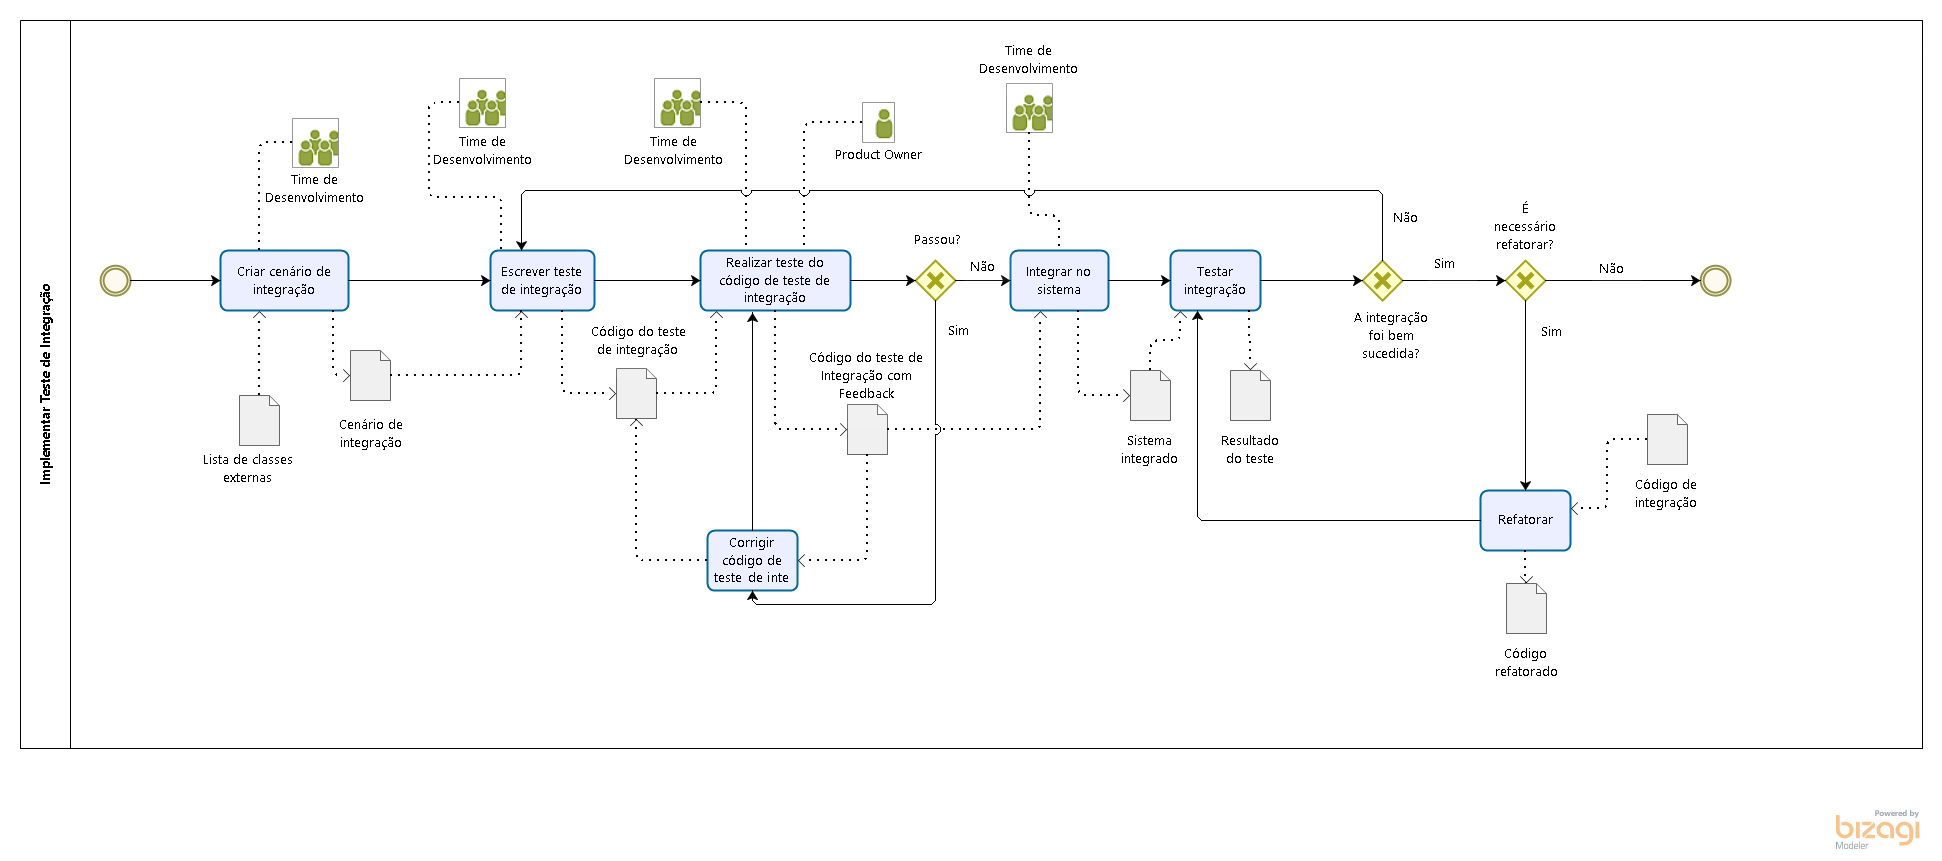 Implementar Teste de Integração
Time de
Desenvolvimento
Time de
Desenvolvimento
Time de
Desenvolvimento
Product Owner
Time de
Desenvolvimento
Criar cenário de
integração
Escrever teste
de integração
Realizar teste do
código de teste de
integração
Passou?
Não
Sim
Integrar no
sistema
Testar
integração
Não
Sim
A integração
foi bem
sucedida?
É
necessário
refatorar?
Não
Sim
Lista de classes
externas
Cenário de
integração
Código do teste
de integração
Código do teste de
Integração com
Feedback
Corrigir
código de
teste de inte
Sistema
integrado
Resultado
do teste
Refatorar
Código de
integração
Código
refatorado
Powered by
bizagi
Modeler